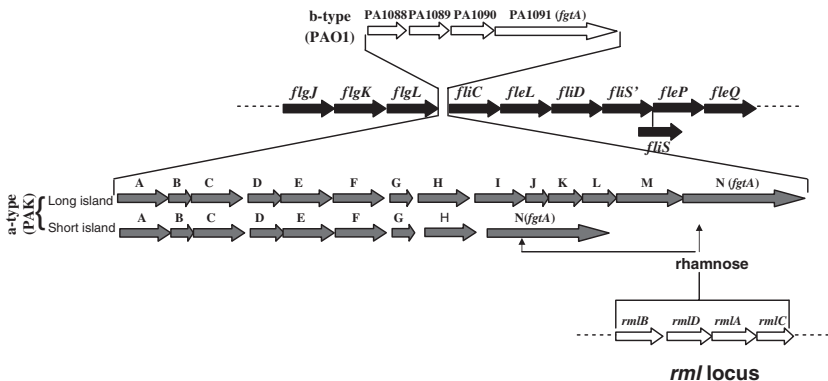 b-type PA1088 PA1089 PA1090 PA1091 (fgtA)
(PAO1)
flgJ flgK flgL fliC fleL fliD fliS' fleP fleQ
fliS
a-type
(PAK)
A B C D E F G H I J K L M N (fgtA)
Long island
A B C D E F G H N(fgtA)
Short island
rhamnose
rmlB rmlD rmlA rmlC
rml locus